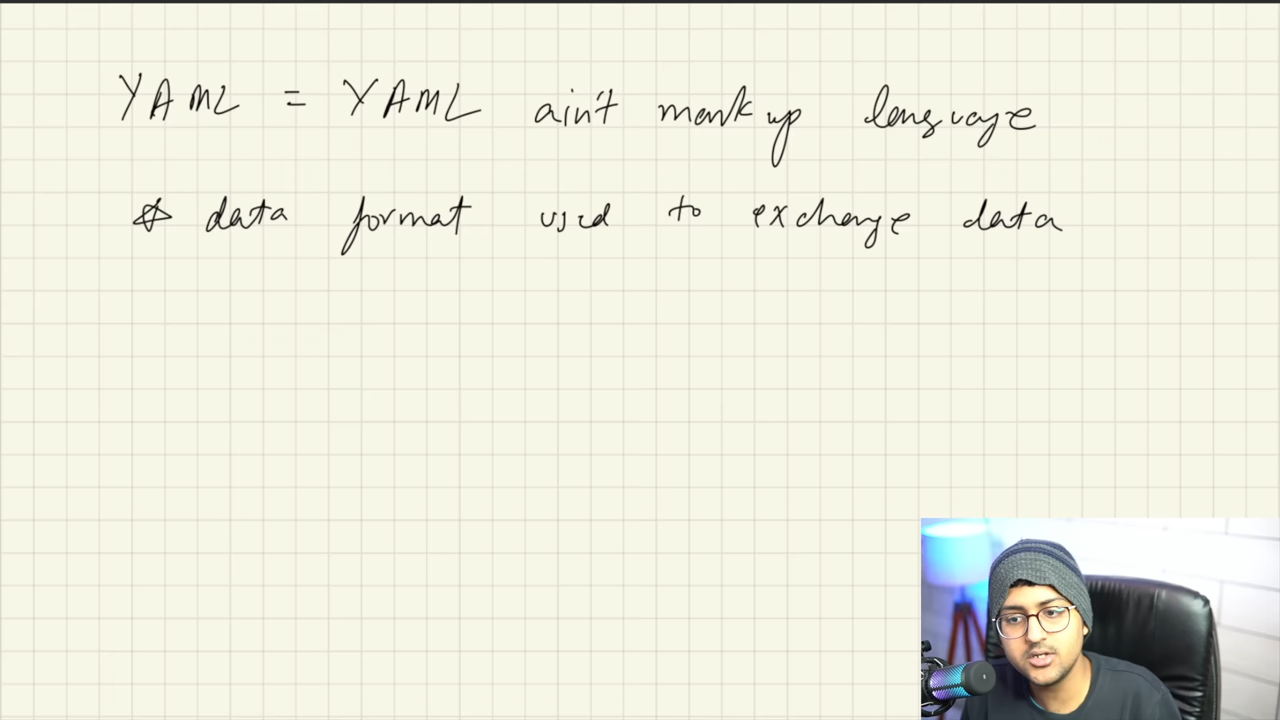 YAML = YAML ain't markup language
☆ data format used to exchange data